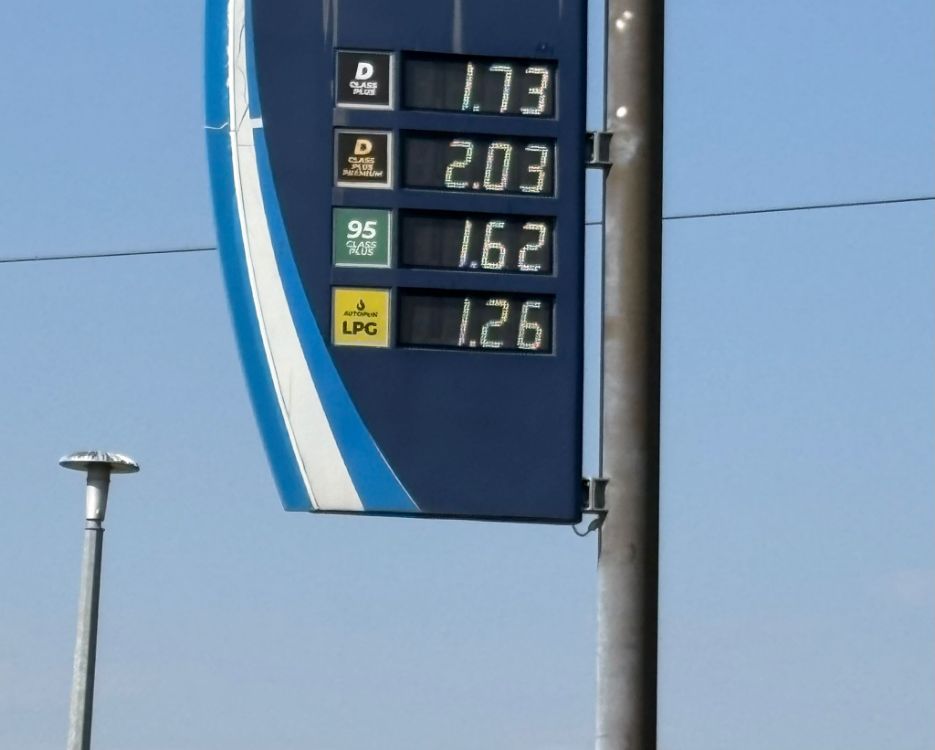 D
CLASS
PLUS
1.73
D
CLASS
PLUS
PREMIUM
2.03
95
CLASS
PLUS
1.62
AUTOPLIN
LPG
1.26